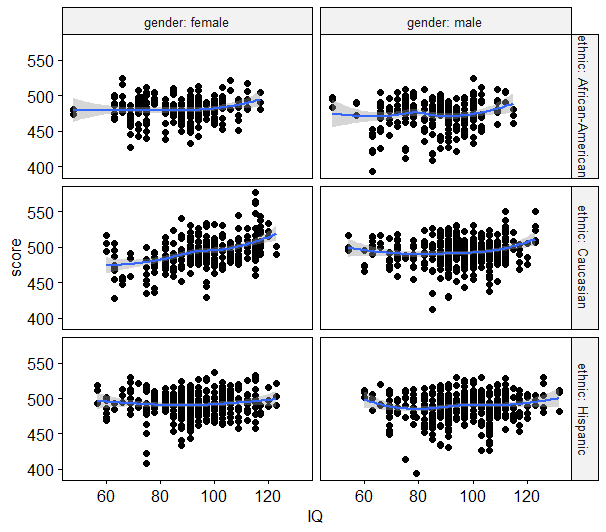 gender: female
gender: male
550
500
450
400
ethnic: African-American
550
500
450
400
ethnic: Caucasian
score
550
500
450
400
ethnic: Hispanic
60 80 100 120
60 80 100 120
IQ